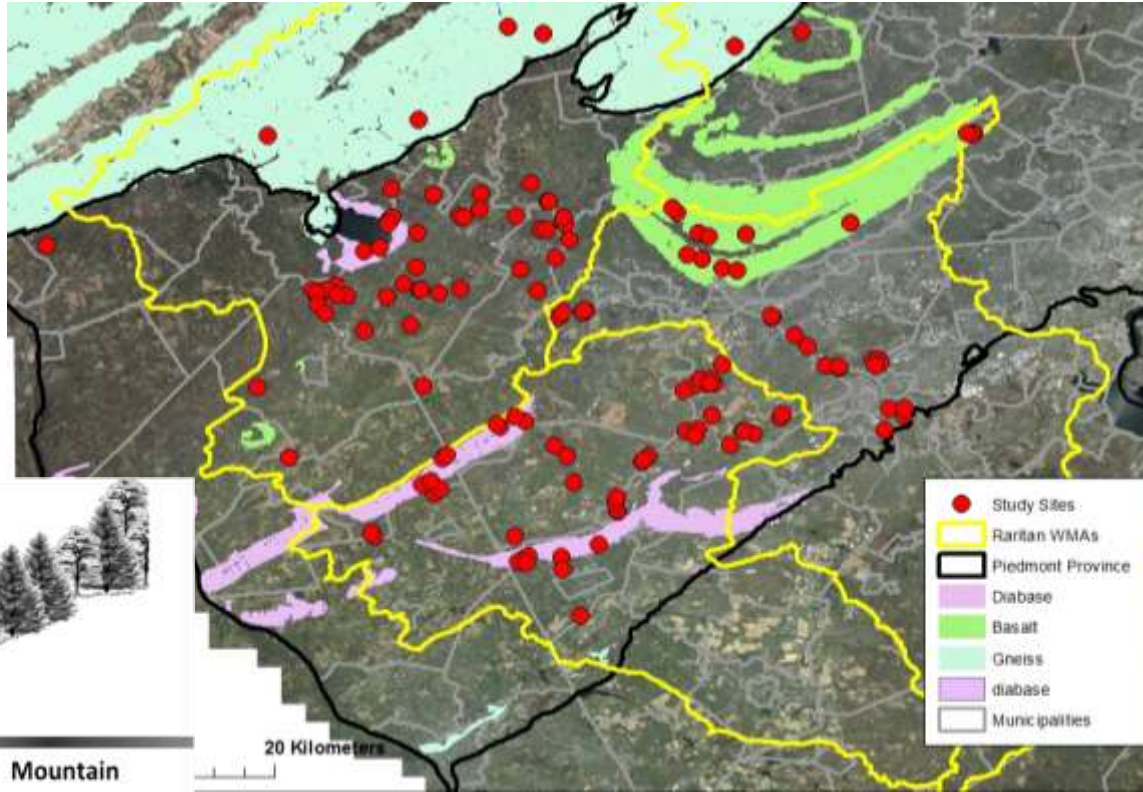 Study Sites
Raritan WMAs
Piedmont Province
Diabase
Basalt
Gneiss
diabase
Municipalities
20 Kilometers
Mountain